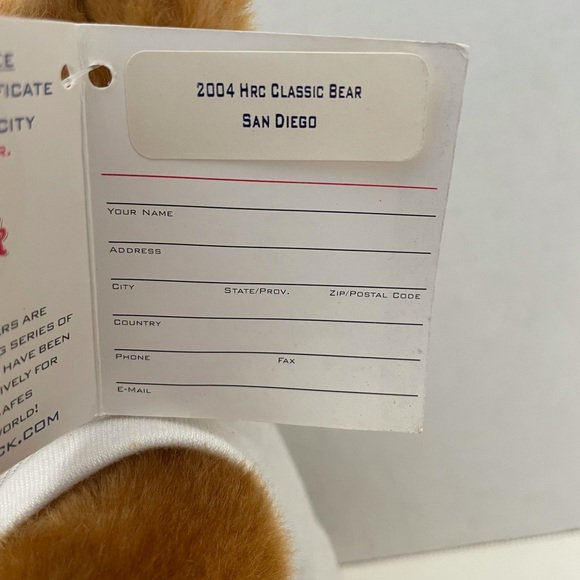 FICATE
CITY
R.
RS ARE
G SERIES OF
HAVE BEEN
IVELY FOR
AFES
WORLD!
CK.COM
2004 HRC CLASSIC BEAR
SAN DIEGO
YOUR NAME
ADDRESS
CITY STATE/PROV. ZIP/POSTAL CODE
COUNTRY
PHONE FAX
E-MAIL